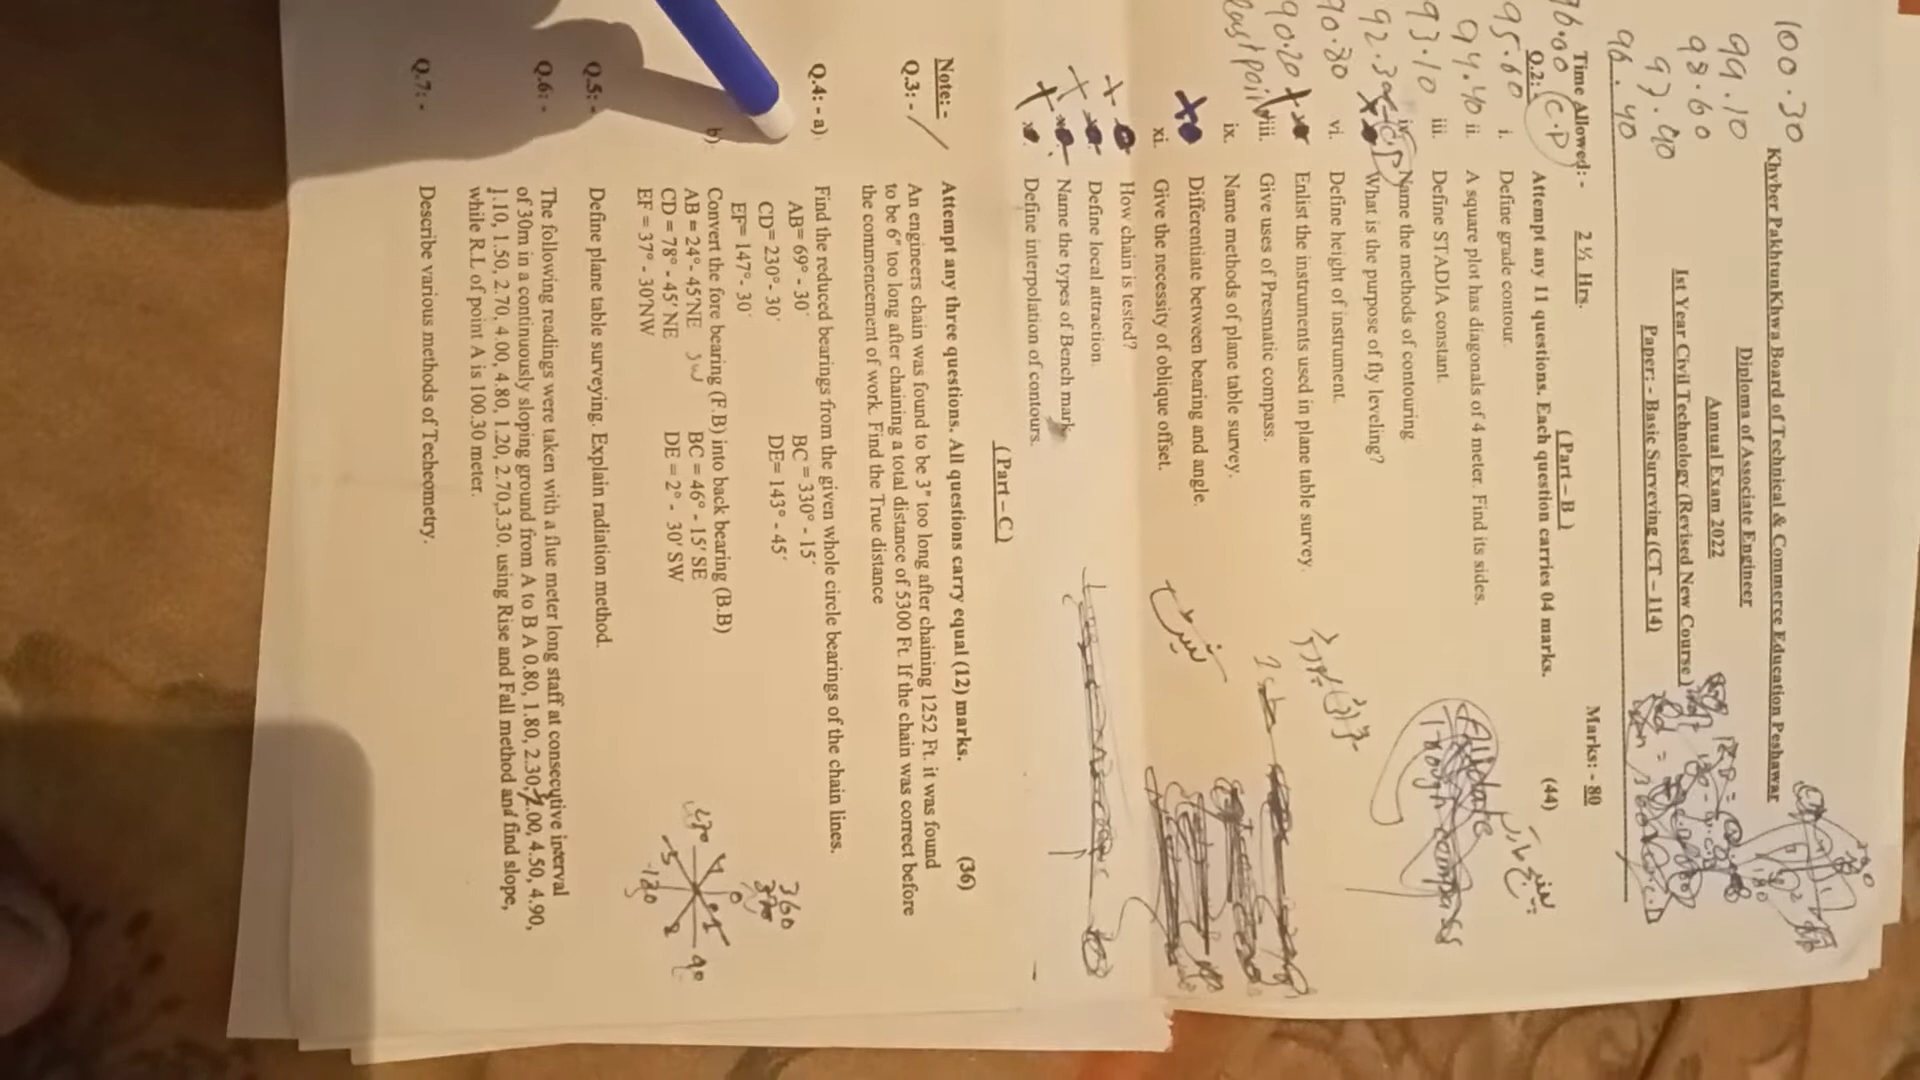 100.30
99.10
98.60
97.40
96.40
96.00 (C.P)
95.60
94.40
93.10
92.30 (C.P)
90.80
90.20
last point
Khyber PakhtunKhwa Board of Technical & Commerce Education Peshawar
Diploma of Associate Engineer
Annual Exam 2022
1st Year Civil Technology (Revised New Course)
Paper: - Basic Surveying (CT – 114)
Time Allowed: - 2 ½ Hrs. Marks: - 80
( Part – B )
Q.2: Attempt any 11 questions. Each question carries 04 marks. (44)
i. Define grade contour.
ii. A square plot has diagonals of 4 meter. Find its sides.
iii. Define STADIA constant.
iv. Name the methods of contouring
What is the purpose of fly leveling?
vi. Define height of instrument.
Enlist the instruments used in plane table survey.
viii. Give uses of Presmatic compass.
ix. Name methods of plane table survey.
Differentiate between bearing and angle.
xi. Give the necessity of oblique offset.
How chain is tested?
Define local attraction.
Name the types of Bench mark
Define interpolation of contours.
Alidate
Trough compass
( Part – C )
Note: - Attempt any three questions. All questions carry equal (12) marks. (36)
Q.3: - An engineers chain was found to be 3" too long after chaining 1252 Ft. it was found
to be 6" too long after chaining a total distance of 5300 Ft. If the chain was correct before
the commencement of work. Find the True distance
Q.4: - a) Find the reduced bearings from the given whole circle bearings of the chain lines.
AB= 69° - 30´ BC = 330° - 15´
CD= 230° - 30´ DE= 143° - 45´
EF= 147° - 30´
b) Convert the fore bearing (F.B) into back bearing (B.B)
AB = 24° - 45'NE SW BC = 46° - 15' SE
CD = 78° - 45' NE DE = 2° - 30' SW
EF = 37° - 30'NW
360
270
0
90
180
Q.5: - Define plane table surveying. Explain radiation method.
Q.6: - The following readings were taken with a flue meter long staff at consecutive interval
of 30m in a continuously sloping ground from A to B A 0.80, 1.80, 2.30, 2.00, 4.50, 4.90,
1.10, 1.50, 2.70, 4.00, 4.80, 1.20, 2.70,3.30. using Rise and Fall method and find slope,
while R.L of point A is 100.30 meter.
Q.7: - Describe various methods of Techeometry.